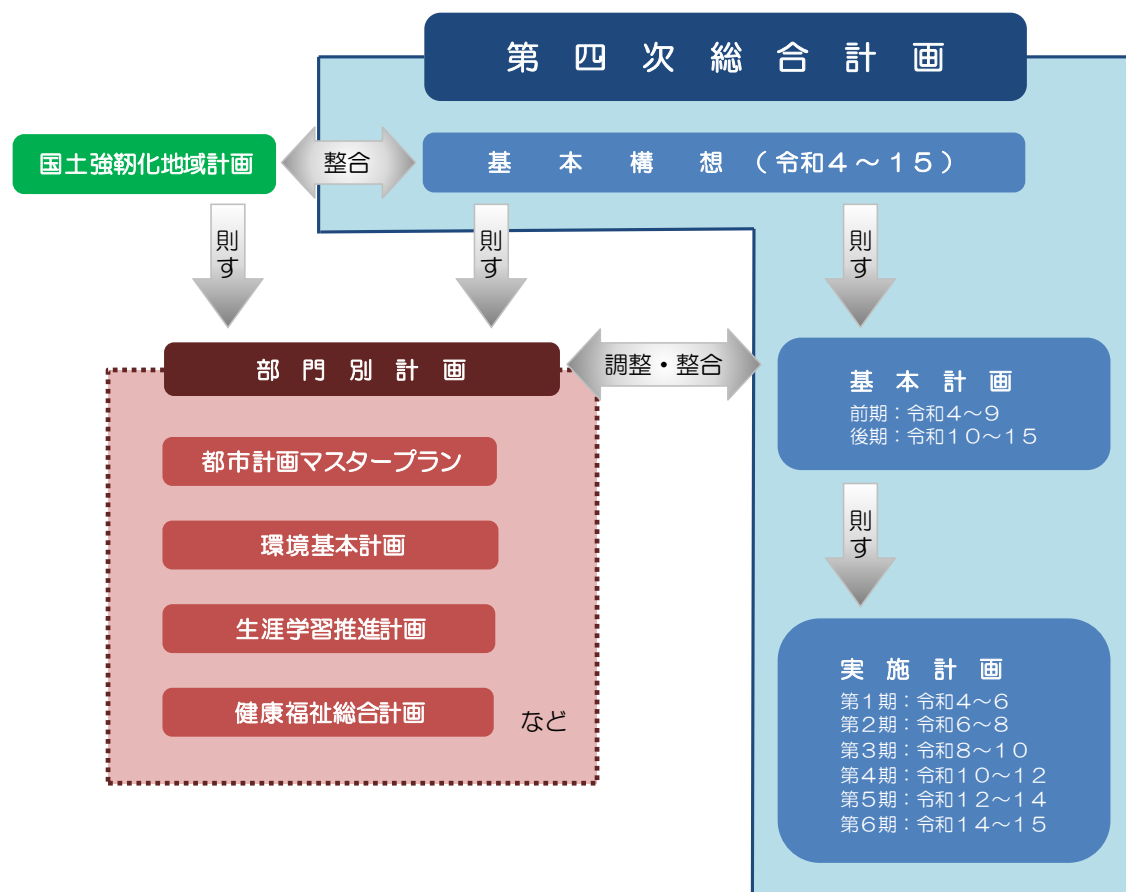 第四次総合計画
国土強靭化地域計画
整合
基本構想（令和４～１５）
則す
則す
則す
部門別計画
調整・整合
基本計画
前期：令和４～９
後期：令和１０～１５
都市計画マスタープラン
環境基本計画
生涯学習推進計画
健康福祉総合計画
など
則す
実施計画
第１期：令和４～６
第２期：令和６～８
第３期：令和８～１０
第４期：令和１０～１２
第５期：令和１２～１４
第６期：令和１４～１５